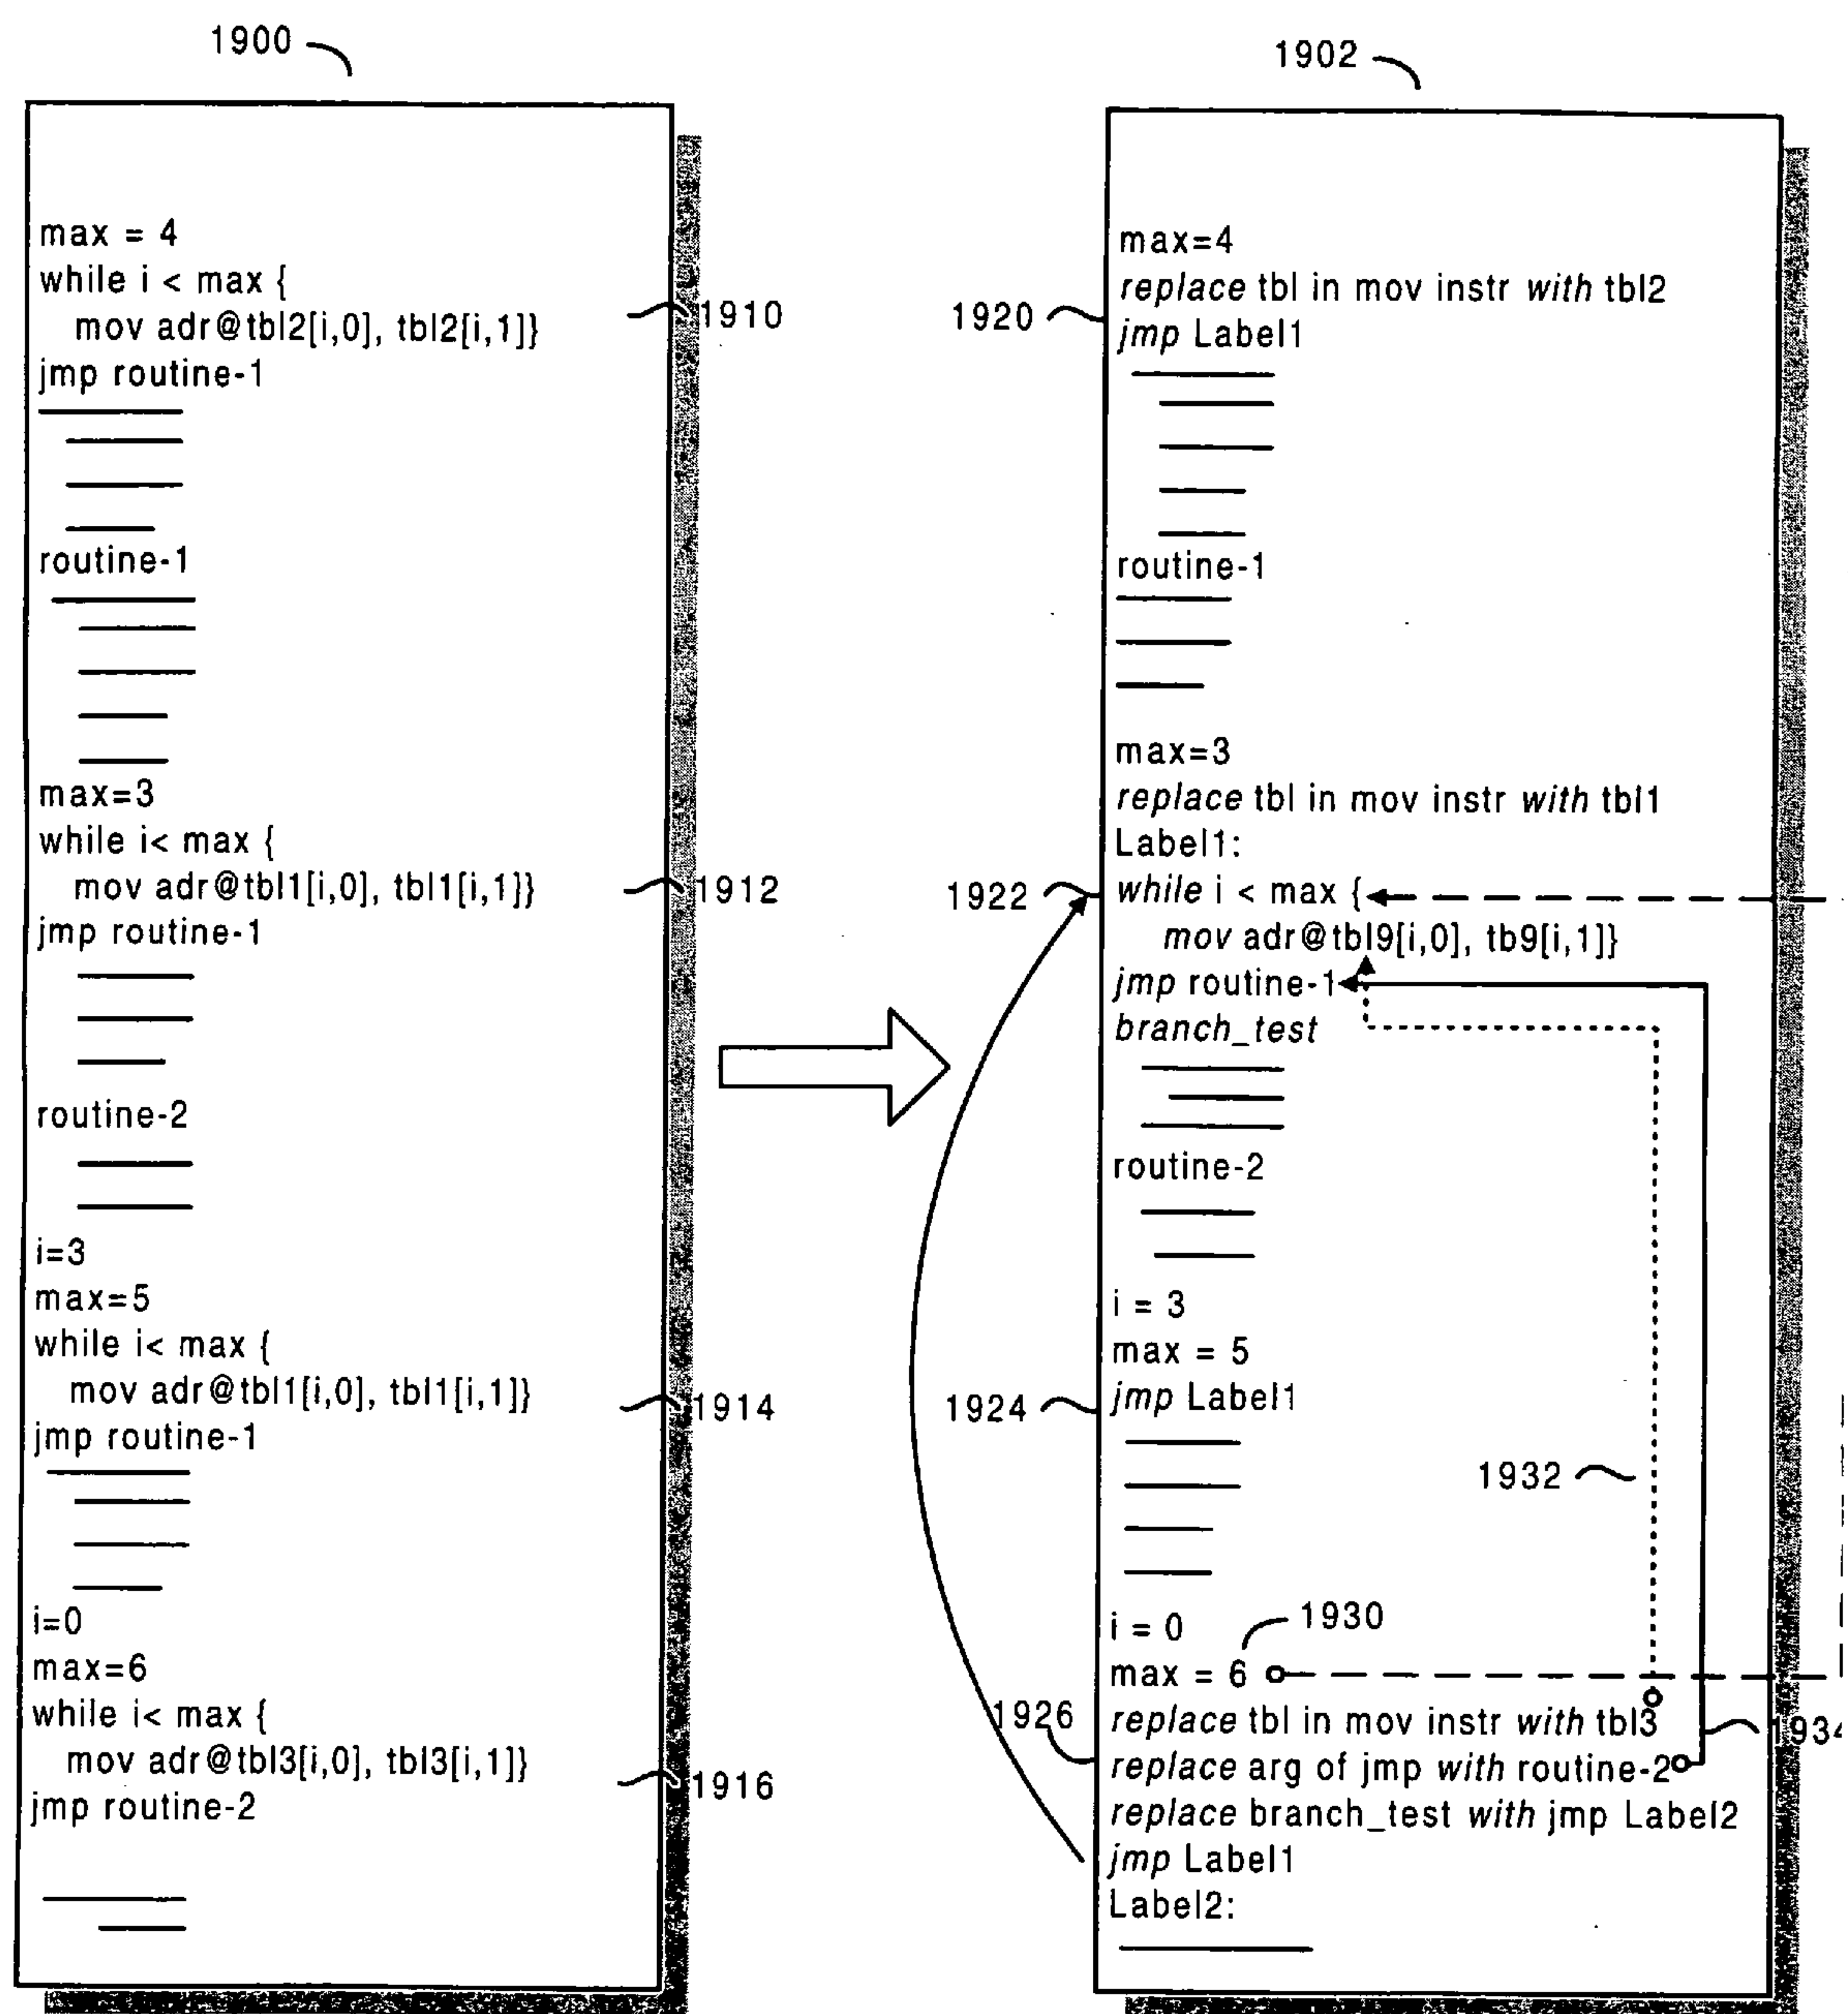 1900
max = 4
while i < max {
mov adr@tbl2[i,0], tbl2[i,1]}
1910
jmp routine-1
routine-1
max=3
while i< max {
mov adr@tbl1[i,0], tbl1[i,1]}
1912
jmp routine-1
routine-2
i=3
max=5
while i< max {
mov adr@tbl1[i,0], tbl1[i,1]}
1914
jmp routine-1
i=0
max=6
while i< max {
mov adr@tbl3[i,0], tbl3[i,1]}
1916
jmp routine-2
1902
max=4
replace tbl in mov instr with tbl2
1920
jmp Label1
routine-1
max=3
replace tbl in mov instr with tbl1
Label1:
1922
while i < max {
mov adr@tbl9[i,0], tb9[i,1]}
jmp routine-1
branch_test
routine-2
i = 3
max = 5
1924
jmp Label1
1932
i = 0
1930
max = 6
1926
replace tbl in mov instr with tbl3
1934
replace arg of jmp with routine-2
replace branch_test with jmp Label2
jmp Label1
Label2: